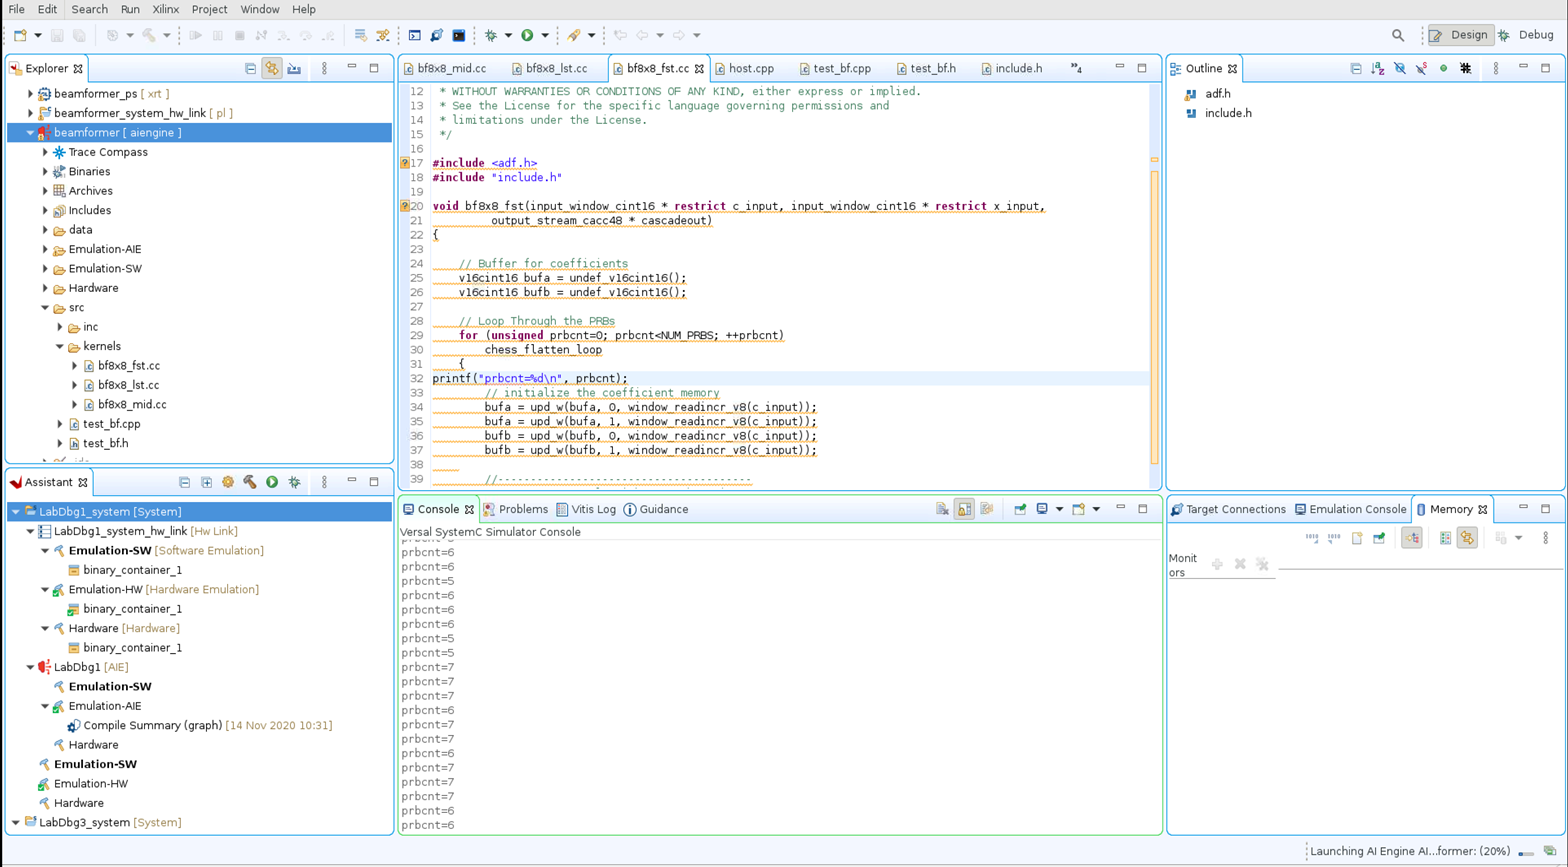 File Edit Search Run Xilinx Project Window Help
Design Debug
Explorer
beamformer_ps [ xrt ]
beamformer_system_hw_link [ pl ]
beamformer [ aiengine ]
Trace Compass
Binaries
Archives
Includes
data
Emulation-AIE
Emulation-SW
Hardware
src
inc
kernels
bf8x8_fst.cc
bf8x8_lst.cc
bf8x8_mid.cc
test_bf.cpp
test_bf.h
Assistant
LabDbg1_system [System]
LabDbg1_system_hw_link [Hw Link]
Emulation-SW [Software Emulation]
binary_container_1
Emulation-HW [Hardware Emulation]
binary_container_1
Hardware [Hardware]
binary_container_1
LabDbg1 [AIE]
Emulation-SW
Emulation-AIE
Compile Summary (graph) [14 Nov 2020 10:31]
Hardware
Emulation-SW
Emulation-HW
Hardware
LabDbg3_system [System]
bf8x8_mid.cc bf8x8_lst.cc bf8x8_fst.cc host.cpp test_bf.cpp test_bf.h include.h »4
12 * WITHOUT WARRANTIES OR CONDITIONS OF ANY KIND, either express or implied.
13 * See the License for the specific language governing permissions and
14 * limitations under the License.
15 */
16
17 #include <adf.h>
18 #include "include.h"
19
20 void bf8x8_fst(input_window_cint16 * restrict c_input, input_window_cint16 * restrict x_input,
21 output_stream_cacc48 * cascadeout)
22 {
23
24 // Buffer for coefficients
25 v16cint16 bufa = undef_v16cint16();
26 v16cint16 bufb = undef_v16cint16();
27
28 // Loop Through the PRBs
29 for (unsigned prbcnt=0; prbcnt<NUM_PRBS; ++prbcnt)
30 chess_flatten_loop
31 {
32 printf("prbcnt=%d\n", prbcnt);
33 // initialize the coefficient memory
34 bufa = upd_w(bufa, 0, window_readincr_v8(c_input));
35 bufa = upd_w(bufa, 1, window_readincr_v8(c_input));
36 bufb = upd_w(bufb, 0, window_readincr_v8(c_input));
37 bufb = upd_w(bufb, 1, window_readincr_v8(c_input));
38
39 //---------------------------------------
Console Problems Vitis Log Guidance
Versal SystemC Simulator Console
prbcnt=6
prbcnt=6
prbcnt=5
prbcnt=6
prbcnt=6
prbcnt=6
prbcnt=5
prbcnt=5
prbcnt=7
prbcnt=7
prbcnt=7
prbcnt=6
prbcnt=7
prbcnt=7
prbcnt=6
prbcnt=7
prbcnt=7
prbcnt=7
prbcnt=6
prbcnt=6
Outline
adf.h
include.h
Target Connections Emulation Console Memory
Monit
ors
Launching AI Engine AI...former: (20%)